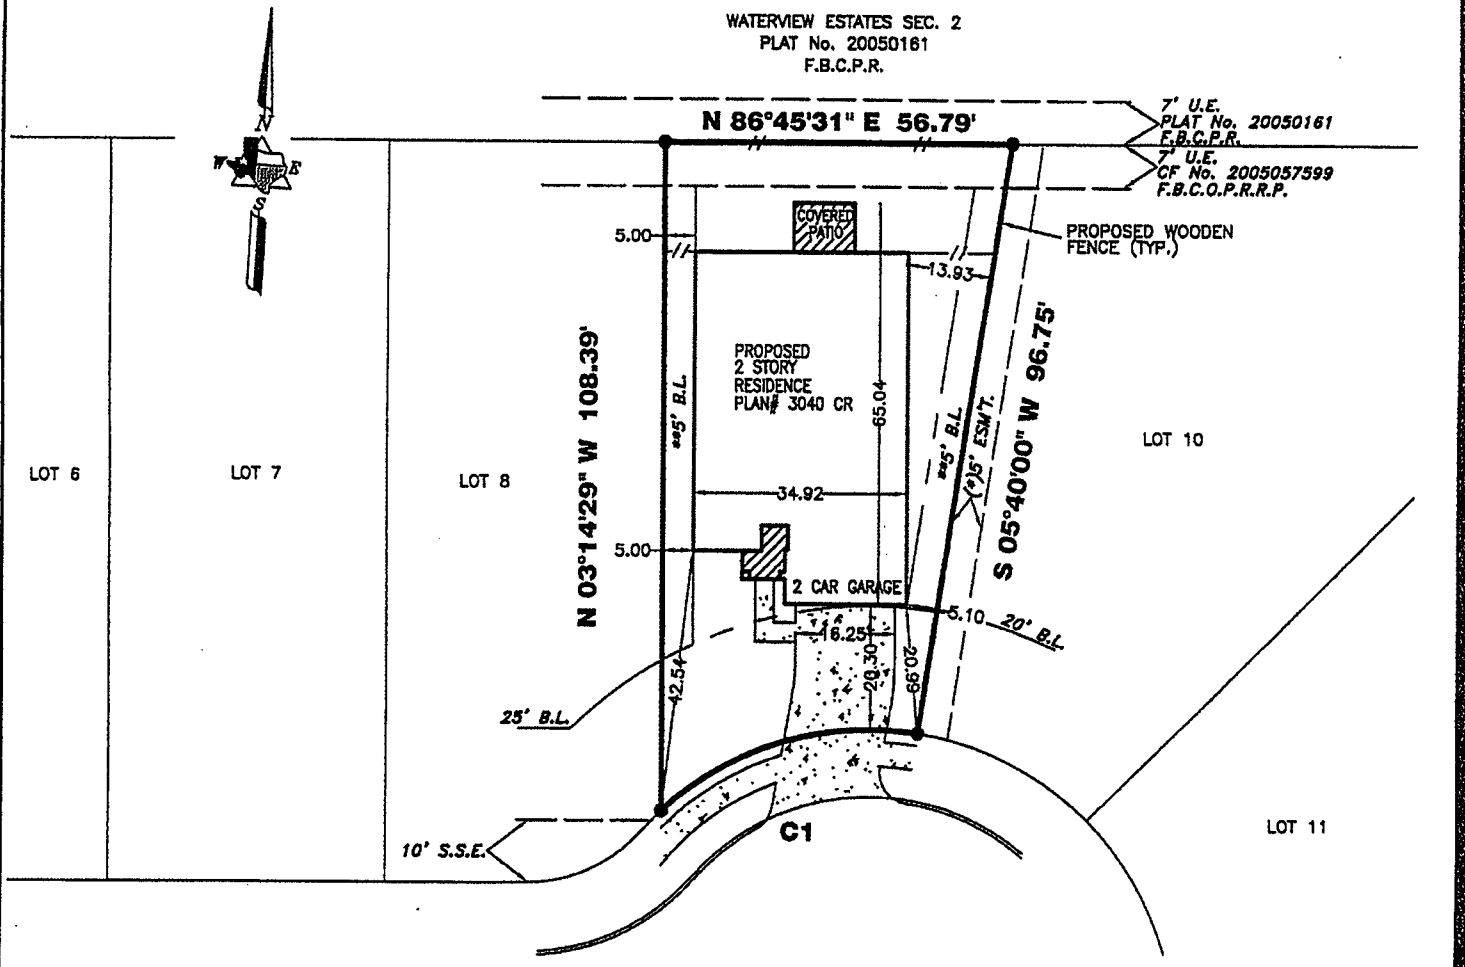 WATERVIEW ESTATES SEC. 2
PLAT No. 20050161
F.B.C.P.R.
N 86°45'31" E 56.79'
7' U.E.
PLAT No. 20050161
F.B.C.P.R.
7' U.E.
CF No. 2005057599
F.B.C.O.P.R.R.P.
N
W
E
S
COVERED
PATIO
5.00
PROPOSED WOODEN
FENCE (TYP.)
13.93
N 03°14'29" W 108.39'
PROPOSED
2 STORY
RESIDENCE
PLAN# 3040 CR
**5' B.L.
65.04
**5' B.L.
(*)5' ESM'T.
S 05°40'00" W 96.75'
LOT 6
LOT 7
LOT 8
LOT 10
34.92
5.00
2 CAR GARAGE
5.10
20' B.L.
16.25
42.54
20.30
20.99
25' B.L.
10' S.S.E.
C1
LOT 11